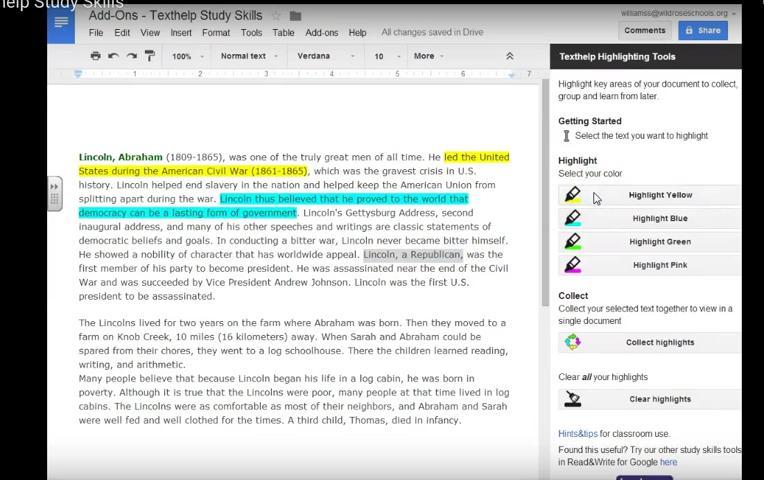 help Study Skills
Add-Ons - Texthelp Study Skills
williamss@wildroseschools.org
File Edit View Insert Format Tools Table Add-ons Help All changes saved in Drive
Comments
Share
100% Normal text Verdana 10 More
1 2 3 4 5 6 7
Lincoln, Abraham (1809-1865), was one of the truly great men of all time. He led the United
States during the American Civil War (1861-1865), which was the gravest crisis in U.S.
history. Lincoln helped end slavery in the nation and helped keep the American Union from
splitting apart during the war. Lincoln thus believed that he proved to the world that
democracy can be a lasting form of government. Lincoln's Gettysburg Address, second
inaugural address, and many of his other speeches and writings are classic statements of
democratic beliefs and goals. In conducting a bitter war, Lincoln never became bitter himself.
He showed a nobility of character that has worldwide appeal. Lincoln, a Republican, was the
first member of his party to become president. He was assassinated near the end of the Civil
War and was succeeded by Vice President Andrew Johnson. Lincoln was the first U.S.
president to be assassinated.
The Lincolns lived for two years on the farm where Abraham was born. Then they moved to a
farm on Knob Creek, 10 miles (16 kilometers) away. When Sarah and Abraham could be
spared from their chores, they went to a log schoolhouse. There the children learned reading,
writing, and arithmetic.
Many people believe that because Lincoln began his life in a log cabin, he was born in
poverty. Although it is true that the Lincolns were poor, many people at that time lived in log
cabins. The Lincolns were as comfortable as most of their neighbors, and Abraham and Sarah
were well fed and well clothed for the times. A third child, Thomas, died in infancy.
Texthelp Highlighting Tools
Highlight key areas of your document to collect,
group and learn from later.
Getting Started
Select the text you want to highlight
Highlight
Select your color
Highlight Yellow
Highlight Blue
Highlight Green
Highlight Pink
Collect
Collect your selected text together to view in a
single document
Collect highlights
Clear all your highlights
Clear highlights
Hints&tips for classroom use.
Found this useful? Try our other study skills tools
in Read&Write for Google here